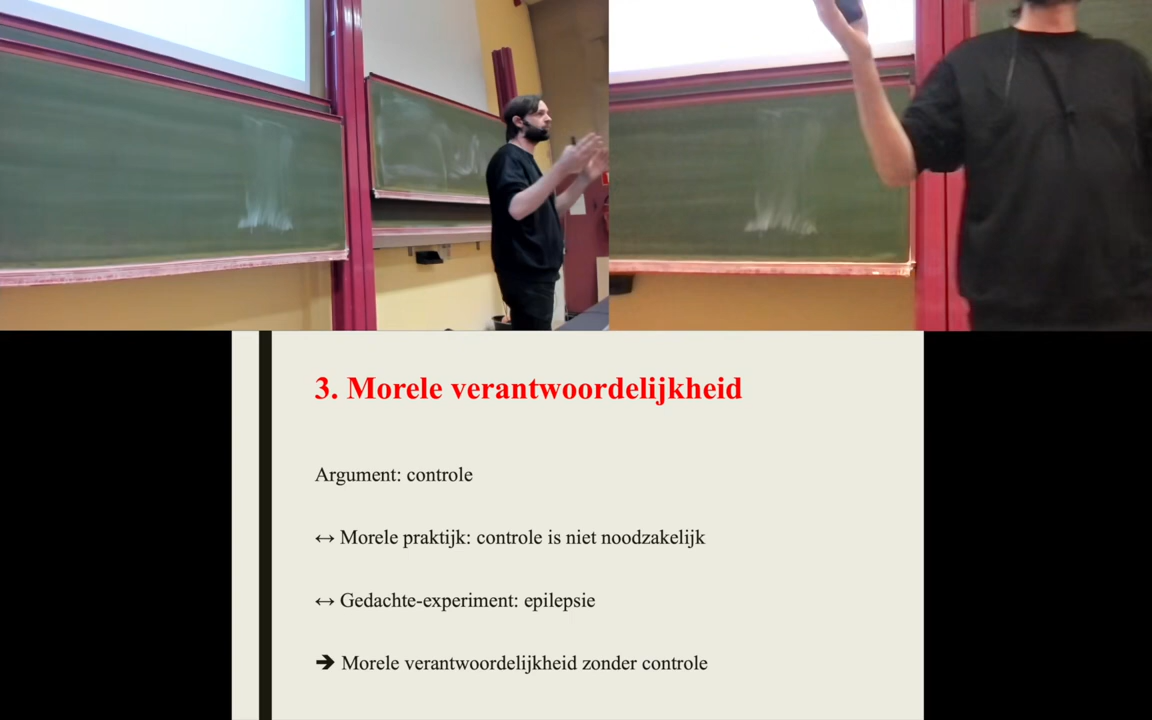 3. Morele verantwoordelijkheid
Argument: controle
↔ Morele praktijk: controle is niet noodzakelijk
↔ Gedachte-experiment: epilepsie
➔ Morele verantwoordelijkheid zonder controle